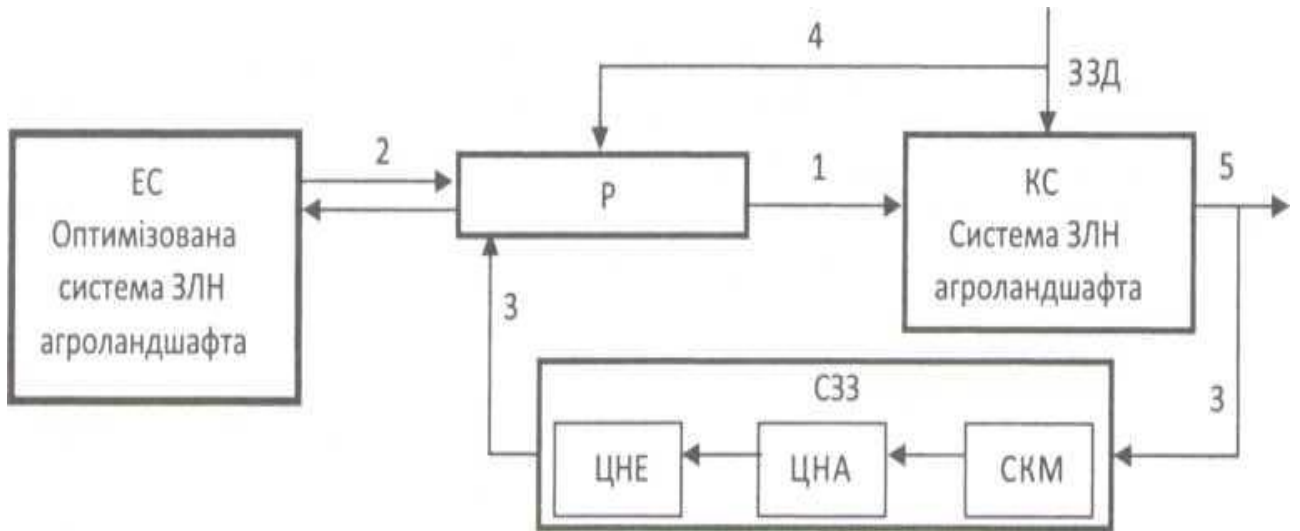 4
ЗЗД
ЕС
Оптимізована
система ЗЛН
агроландшафта
2
Р
1
КС
Система ЗЛН
агроландшафта
5
3
3
СЗЗ
ЦНЕ
ЦНА
СКМ